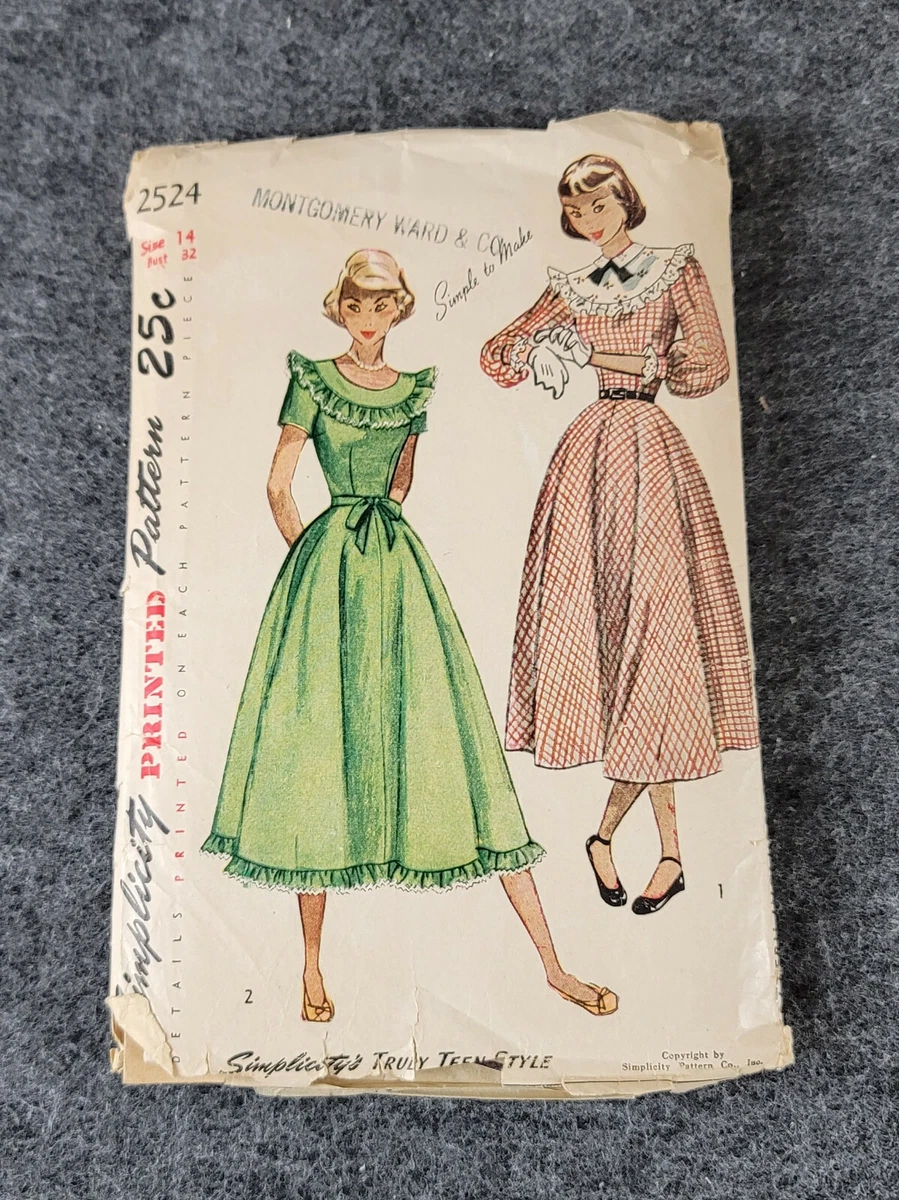 2524
Size 14
Bust 32
MONTGOMERY WARD & CO
Simple to Make
Simplicity PRINTED Pattern 25c
DETAILS PRINTED ON EACH PATTERN PIECE
1
2
Simplicity's TRULY TEEN STYLE
Copyright by
Simplicity Pattern Co., Inc.